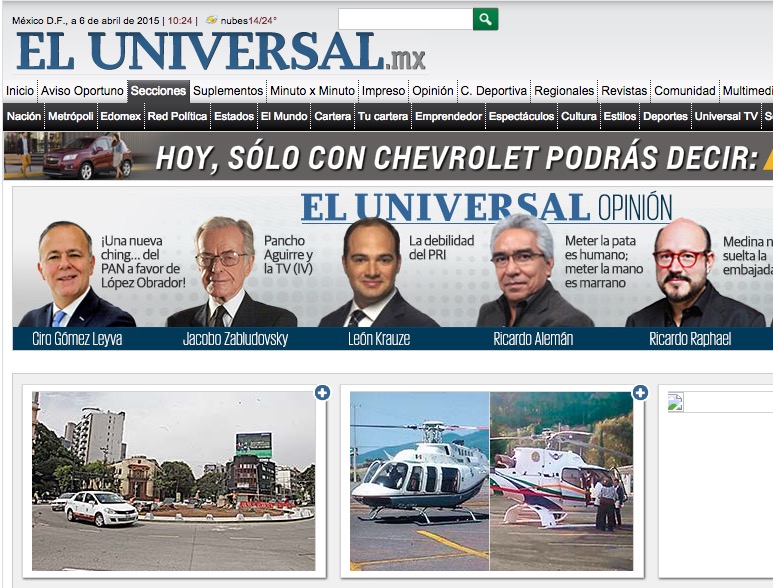 México D.F., a 6 de abril de 2015 | 10:24 | nubes14/24°
EL UNIVERSAL.mx
Inicio Aviso Oportuno Secciones Suplementos Minuto x Minuto Impreso Opinión C. Deportiva Regionales Revistas Comunidad Multimedi
Nación Metrópoli Edomex Red Política Estados El Mundo Cartera Tu cartera Emprendedor Espectáculos Cultura Estilos Deportes Universal TV S
HOY, SÓLO CON CHEVROLET PODRÁS DECIR:
EL UNIVERSAL OPINIÓN
¡Una nueva
ching... del
PAN a favor de
López Obrador!
Ciro Gómez Leyva
Pancho
Aguirre y
la TV (IV)
Jacobo Zabludovsky
La debilidad
del PRI
León Krauze
Meter la pata
es humano;
meter la mano
es marrano
Ricardo Alemán
Medina n
suelta la
embajada
Ricardo Raphael